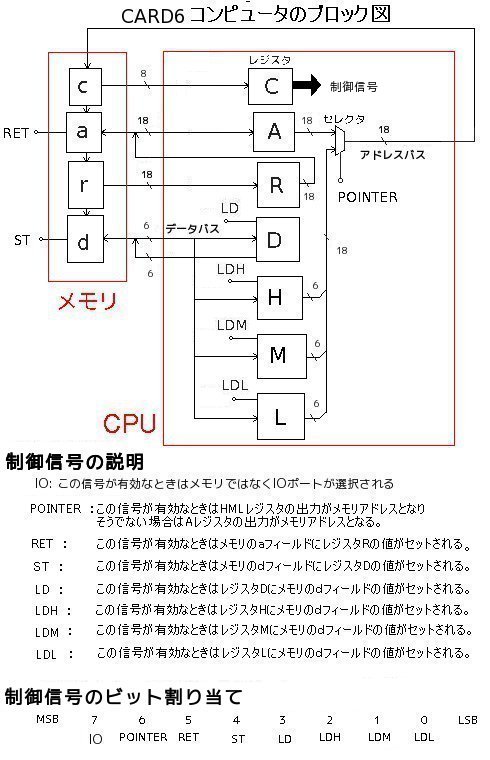 CARD6 コンピュータのブロック図
レジスタ
c
8
C
制御信号
RET
a
18
A
18
セレクタ
18
アドレスバス
r
18
R
18
POINTER
ST
d
6
データバス
LD
D
6
18
LDH
H
6
メモリ
LDM
M
6
LDL
L
6
CPU
制御信号の説明
IO: この信号が有効なときはメモリではなくIOポートが選択される
POINTER :この信号が有効なときはHMLレジスタの出力がメモリアドレスとなり
そうでない場合はAレジスタの出力がメモリアドレスとなる。
RET : この信号が有効なときはメモリのaフィールドにレジスタRの値がセットされる。
ST : この信号が有効なときはメモリのdフィールドにレジスタDの値がセットされる。
LD : この信号が有効なときはレジスタDにメモリのdフィールドの値がセットされる。
LDH : この信号が有効なときはレジスタHにメモリのdフィールドの値がセットされる。
LDM : この信号が有効なときはレジスタMにメモリのdフィールドの値がセットされる。
LDL : この信号が有効なときはレジスタLにメモリのdフィールドの値がセットされる。
制御信号のビット割り当て
MSB 7 6 5 4 3 2 1 0 LSB
IO POINTER RET ST LD LDH LDM LDL